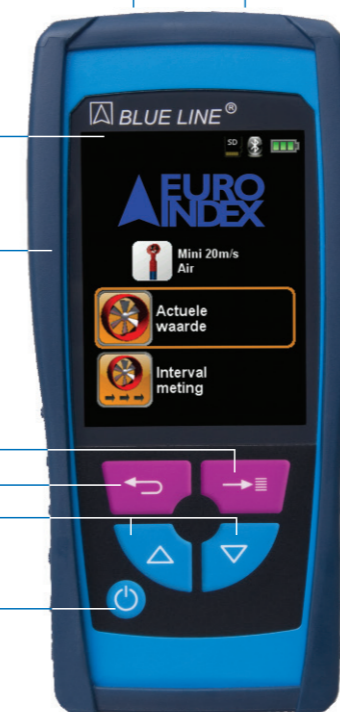 BLUE LINE®
SD
EURO
INDEX
Mini 20m/s
Air
Actuele
waarde
Interval
meting